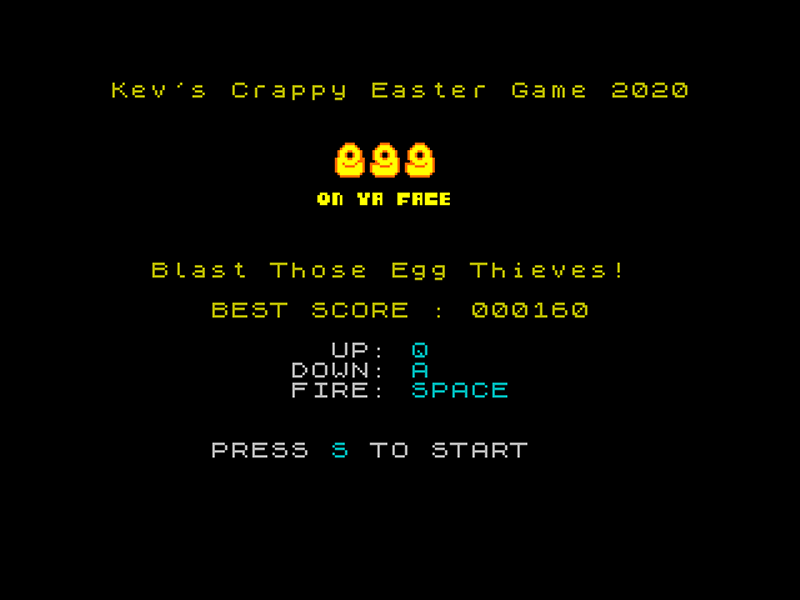 Kev's Crappy Easter Game 2020
egg
ON YA FACE
Blast Those Egg Thieves!
BEST SCORE : 000160
UP: Q
DOWN: A
FIRE: SPACE
PRESS S TO START